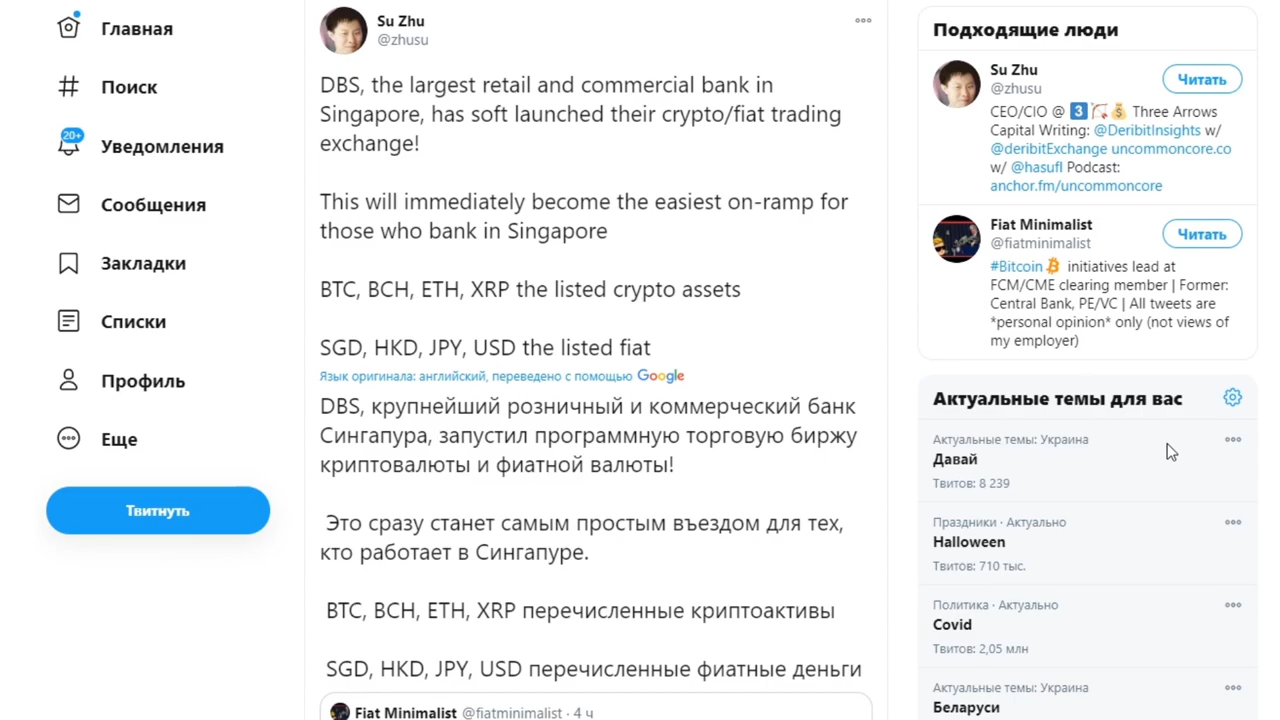 Главная
Поиск
20+
Уведомления
Сообщения
Закладки
Списки
Профиль
Еще
Твитнуть
Su Zhu
@zhusu
DBS, the largest retail and commercial bank in
Singapore, has soft launched their crypto/fiat trading
exchange!
This will immediately become the easiest on-ramp for
those who bank in Singapore
BTC, BCH, ETH, XRP the listed crypto assets
SGD, HKD, JPY, USD the listed fiat
Язык оригинала: английский, переведено с помощью Google
DBS, крупнейший розничный и коммерческий банк
Сингапура, запустил программную торговую биржу
криптовалюты и фиатной валюты!
Это сразу станет самым простым въездом для тех,
кто работает в Сингапуре.
BTC, BCH, ETH, XRP перечисленные криптоактивы
SGD, HKD, JPY, USD перечисленные фиатные деньги
Fiat Minimalist @fiatminimalist · 4 ч
Подходящие люди
Su Zhu
@zhusu
Читать
CEO/CIO @ 3️⃣🏹💰 Three Arrows
Capital Writing: @DeribitInsights w/
@deribitExchange uncommoncore.co
w/ @hasufl Podcast:
anchor.fm/uncommoncore
Fiat Minimalist
@fiatminimalist
Читать
#Bitcoin initiatives lead at
FCM/CME clearing member | Former:
Central Bank, PE/VC | All tweets are
*personal opinion* only (not views of
my employer)
Актуальные темы для вас
Актуальные темы: Украина
Давай
Твитов: 8 239
Праздники · Актуально
Halloween
Твитов: 710 тыс.
Политика · Актуально
Covid
Твитов: 2,05 млн
Актуальные темы: Украина
Беларуси